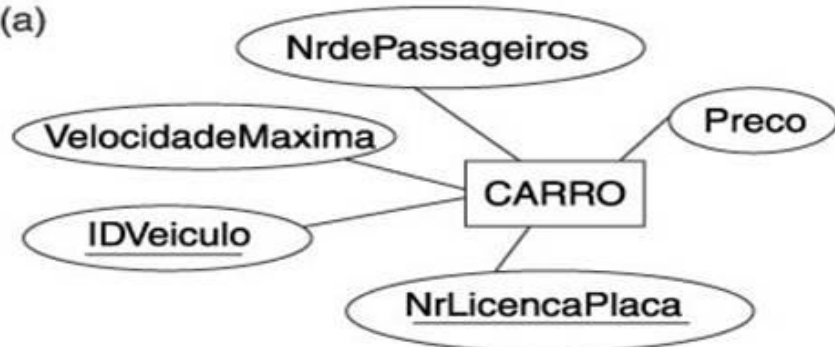 (a)
NrdePassageiros
Preco
VelocidadeMaxima
CARRO
IDVeiculo
NrLicencaPlaca